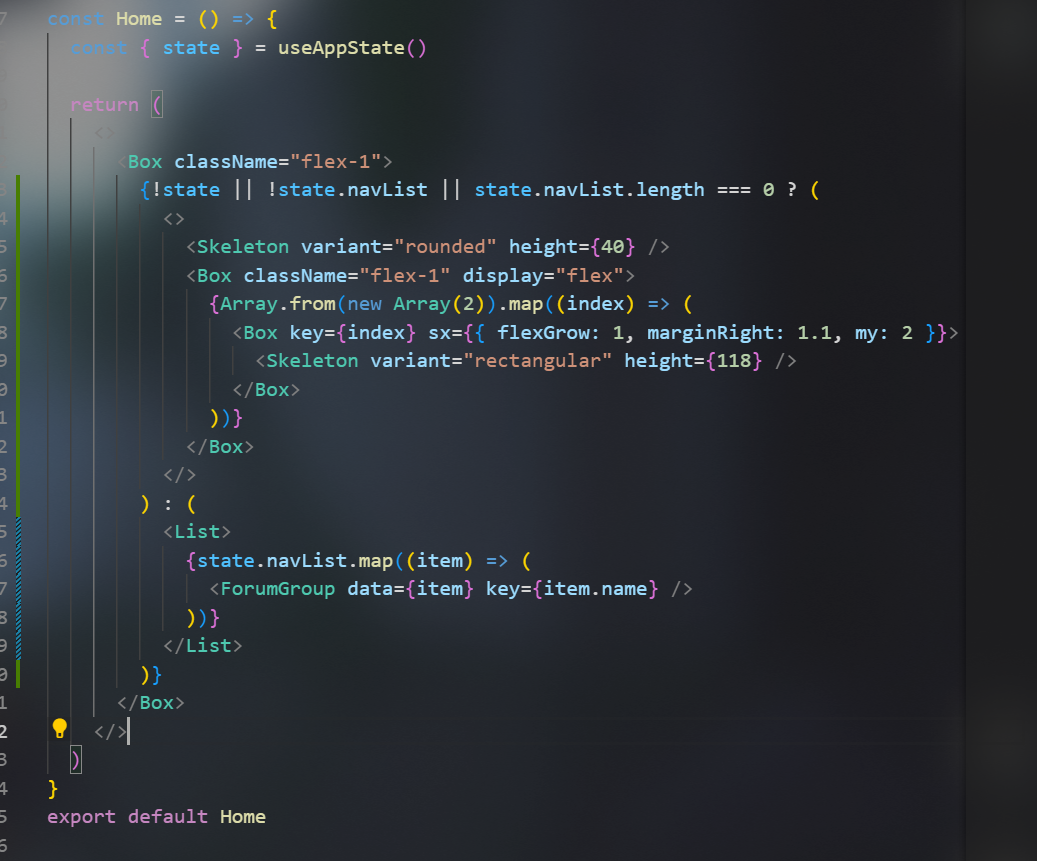 const Home = () => {
const { state } = useAppState()
return (
<>
<Box className="flex-1">
{!state || !state.navList || state.navList.length === 0 ? (
<>
<Skeleton variant="rounded" height={40} />
<Box className="flex-1" display="flex">
{Array.from(new Array(2)).map((index) => (
<Box key={index} sx={{ flexGrow: 1, marginRight: 1.1, my: 2 }}>
<Skeleton variant="rectangular" height={118} />
</Box>
))}
</Box>
</>
) : (
<List>
{state.navList.map((item) => (
<ForumGroup data={item} key={item.name} />
))}
</List>
)}
</Box>
</>
)
}
export default Home